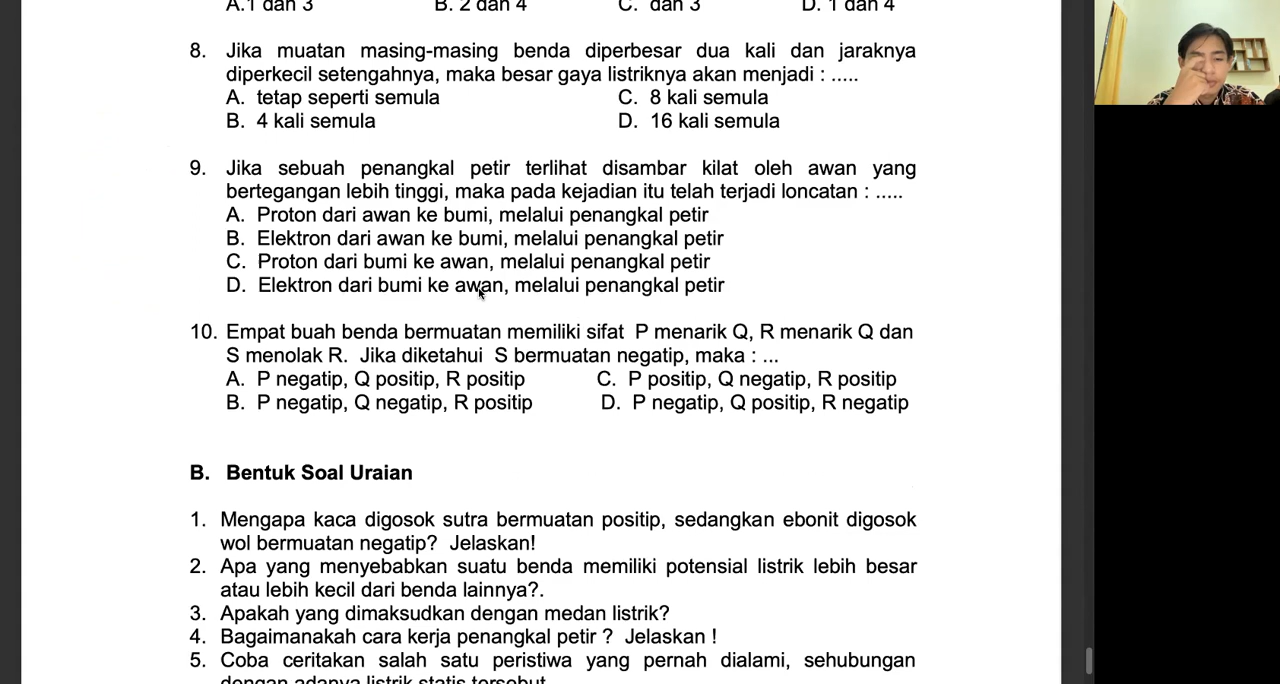 A.1 dan 3 B. 2 dan 4 C. dan 3 D. 1 dan 4
8. Jika muatan masing-masing benda diperbesar dua kali dan jaraknya
diperkecil setengahnya, maka besar gaya listriknya akan menjadi : .....
A. tetap seperti semula C. 8 kali semula
B. 4 kali semula D. 16 kali semula
9. Jika sebuah penangkal petir terlihat disambar kilat oleh awan yang
bertegangan lebih tinggi, maka pada kejadian itu telah terjadi loncatan : .....
A. Proton dari awan ke bumi, melalui penangkal petir
B. Elektron dari awan ke bumi, melalui penangkal petir
C. Proton dari bumi ke awan, melalui penangkal petir
D. Elektron dari bumi ke awan, melalui penangkal petir
10. Empat buah benda bermuatan memiliki sifat P menarik Q, R menarik Q dan
S menolak R. Jika diketahui S bermuatan negatip, maka : ...
A. P negatip, Q positip, R positip C. P positip, Q negatip, R positip
B. P negatip, Q negatip, R positip D. P negatip, Q positip, R negatip
B. Bentuk Soal Uraian
1. Mengapa kaca digosok sutra bermuatan positip, sedangkan ebonit digosok
wol bermuatan negatip? Jelaskan!
2. Apa yang menyebabkan suatu benda memiliki potensial listrik lebih besar
atau lebih kecil dari benda lainnya?.
3. Apakah yang dimaksudkan dengan medan listrik?
4. Bagaimanakah cara kerja penangkal petir ? Jelaskan !
5. Coba ceritakan salah satu peristiwa yang pernah dialami, sehubungan
dengan adanya listrik statis tersebut